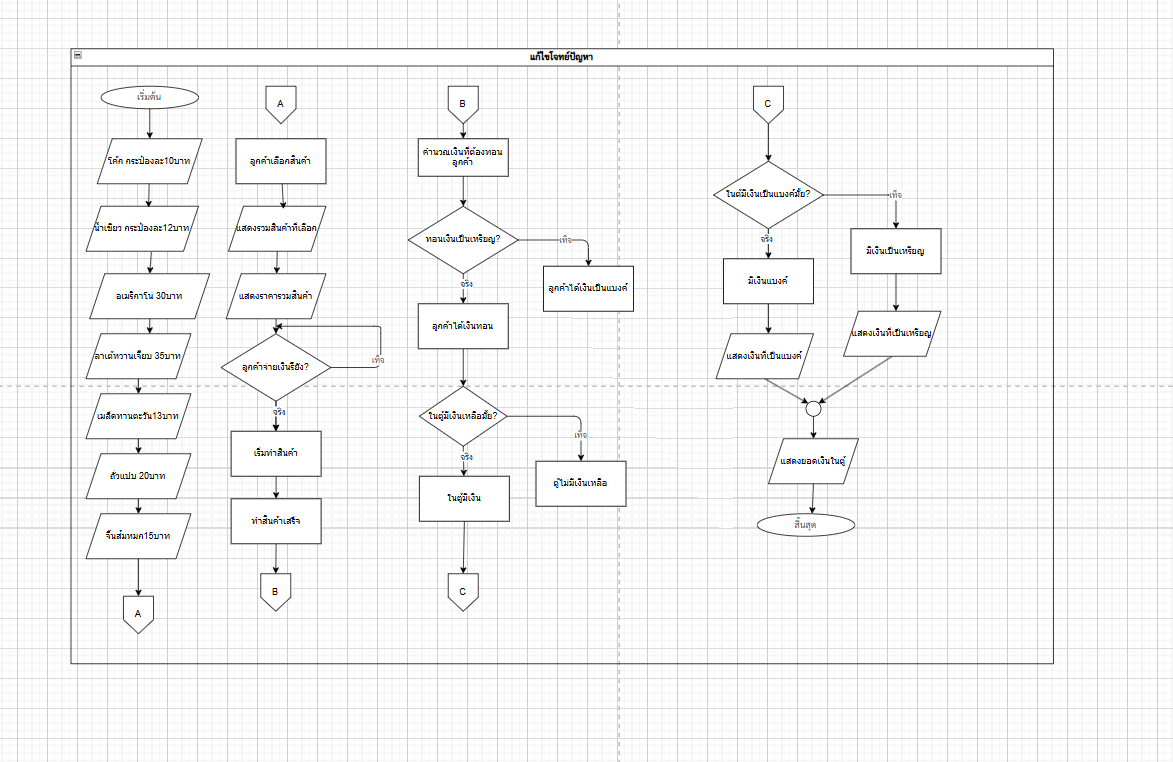 แก้ไขโจทย์ปัญหา
เริ่มต้น
โค้ก กระป๋องละ10บาท
น้ำเขียว กระป๋องละ12บาท
อเมริกาโน่ 30บาท
ลาเต้หวานเจี๊ยบ 35บาท
เมล็ดทานตะวัน13บาท
ถั่วแปบ 20บาท
จี๊นส้มหมด15บาท
A
A
ลูกค้าเลือกสินค้า
แสดงรวมสินค้าที่เลือก
แสดงราคารวมสินค้า
ลูกค้าจ่ายเงินรึยัง?
เท็จ
จริง
เริ่มทำสินค้า
ทำสินค้าเสร็จ
B
B
คำนวณเงินที่ต้องทอน
ลูกค้า
ทอนเงินเป็นเหรียญ?
เท็จ
จริง
ลูกค้าได้เงินเป็นแบงค์
ลูกค้าได้เงินทอน
ในตู้มีเงินเหลือมั้ย?
เท็จ
จริง
ตู้ไม่มีเงินเหลือ
ในตู้มีเงิน
C
C
ในตู้มีเงินเป็นแบงค์มั้ย?
เท็จ
จริง
มีเงินเป็นเหรียญ
มีเงินแบงค์
แสดงเงินที่เป็นเหรียญ
แสดงเงินที่เป็นแบงค์
แสดงยอดเงินในตู้
สิ้นสุด